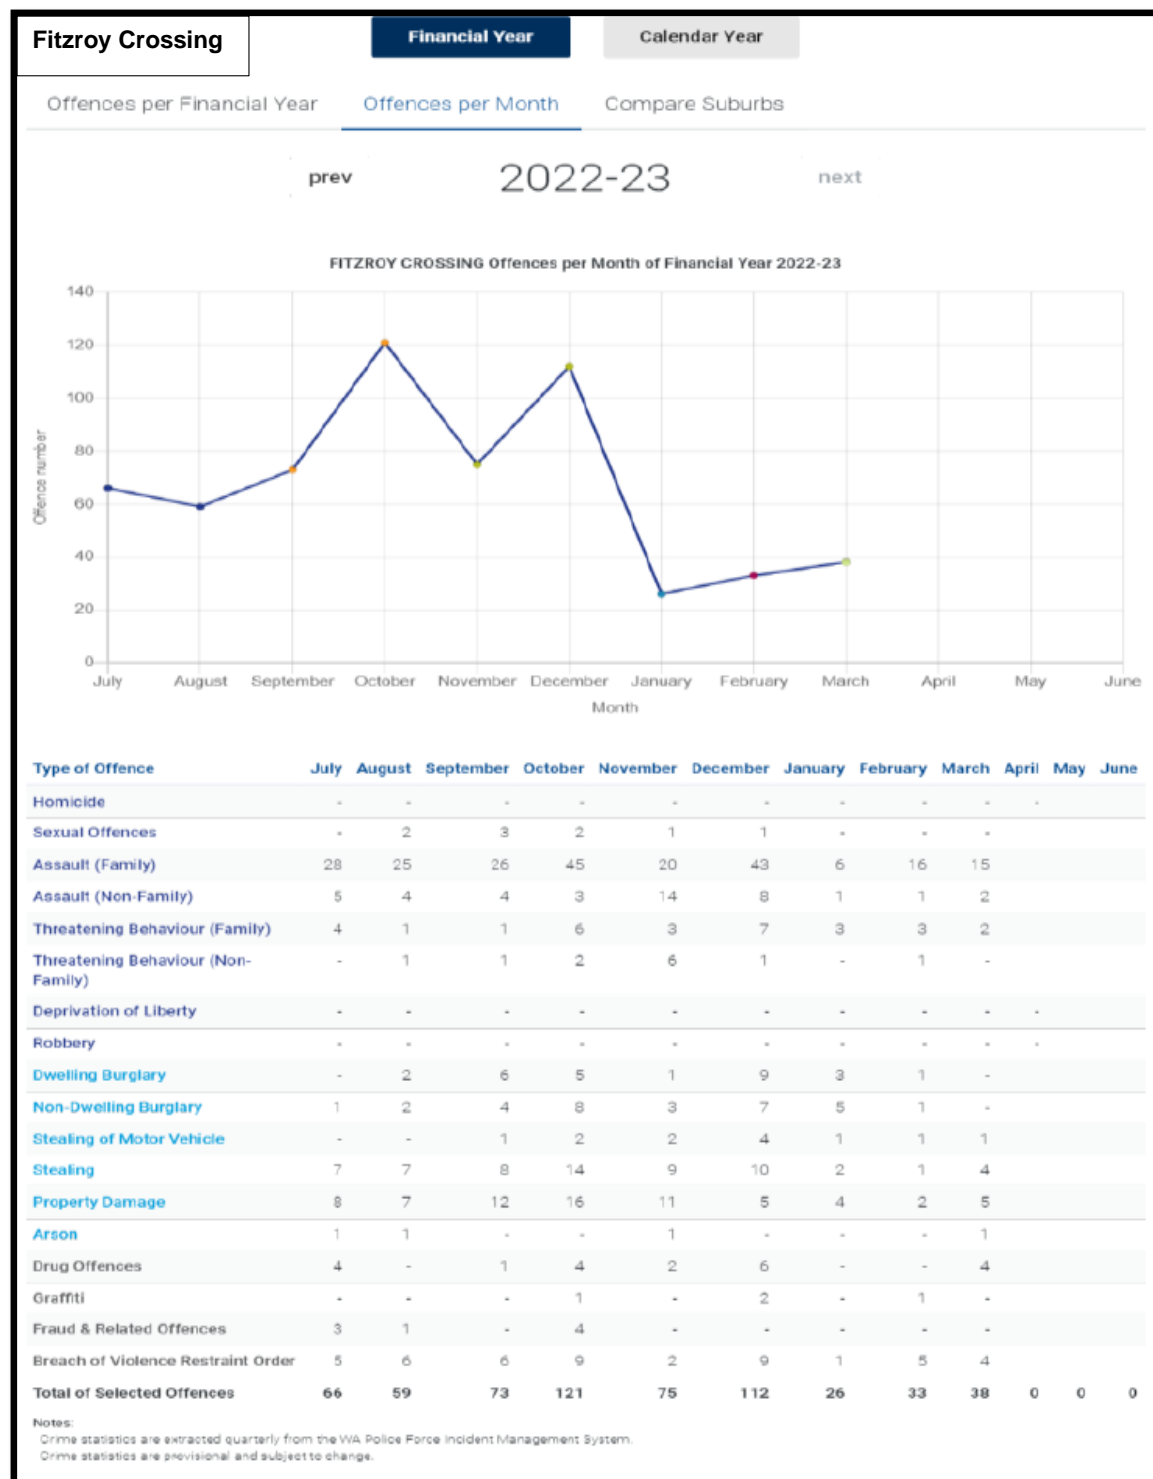 Fitzroy Crossing
Financial Year Calendar Year
Offences per Financial Year Offences per Month Compare Suburbs
prev 2022-23 next
FITZROY CROSSING Offences per Month of Financial Year 2022-23
140
120
100
80
60
40
20
0
Offence number
July August September October November December January February March April May June
Month
Type of Offence July August September October November December January February March April May June
Homicide - - - - - - - - - -
Sexual Offences - 2 3 2 1 1 - - -
Assault (Family) 28 25 26 45 20 43 6 16 15
Assault (Non-Family) 5 4 4 3 14 8 1 1 2
Threatening Behaviour (Family) 4 1 1 6 3 7 3 3 2
Threatening Behaviour (Non- - 1 1 2 6 1 - 1 -
Family)
Deprivation of Liberty - - - - - - - - - -
Robbery - - - - - - - - - -
Dwelling Burglary - 2 6 5 1 9 3 1 -
Non-Dwelling Burglary 1 2 4 8 3 7 5 1 -
Stealing of Motor Vehicle - - 1 2 2 4 1 1 1
Stealing 7 7 8 14 9 10 2 1 4
Property Damage 8 7 12 16 11 5 4 2 5
Arson 1 1 - - 1 - - - 1
Drug Offences 4 - 1 4 2 6 - - 4
Graffiti - - - 1 - 2 - 1 -
Fraud & Related Offences 3 1 - 4 - - - - -
Breach of Violence Restraint Order 5 6 6 9 2 9 1 5 4
Total of Selected Offences 66 59 73 121 75 112 26 33 38 0 0 0
Notes:
Crime statistics are extracted quarterly from the WA Police Force Incident Management System.
Crime statistics are provisional and subject to change.